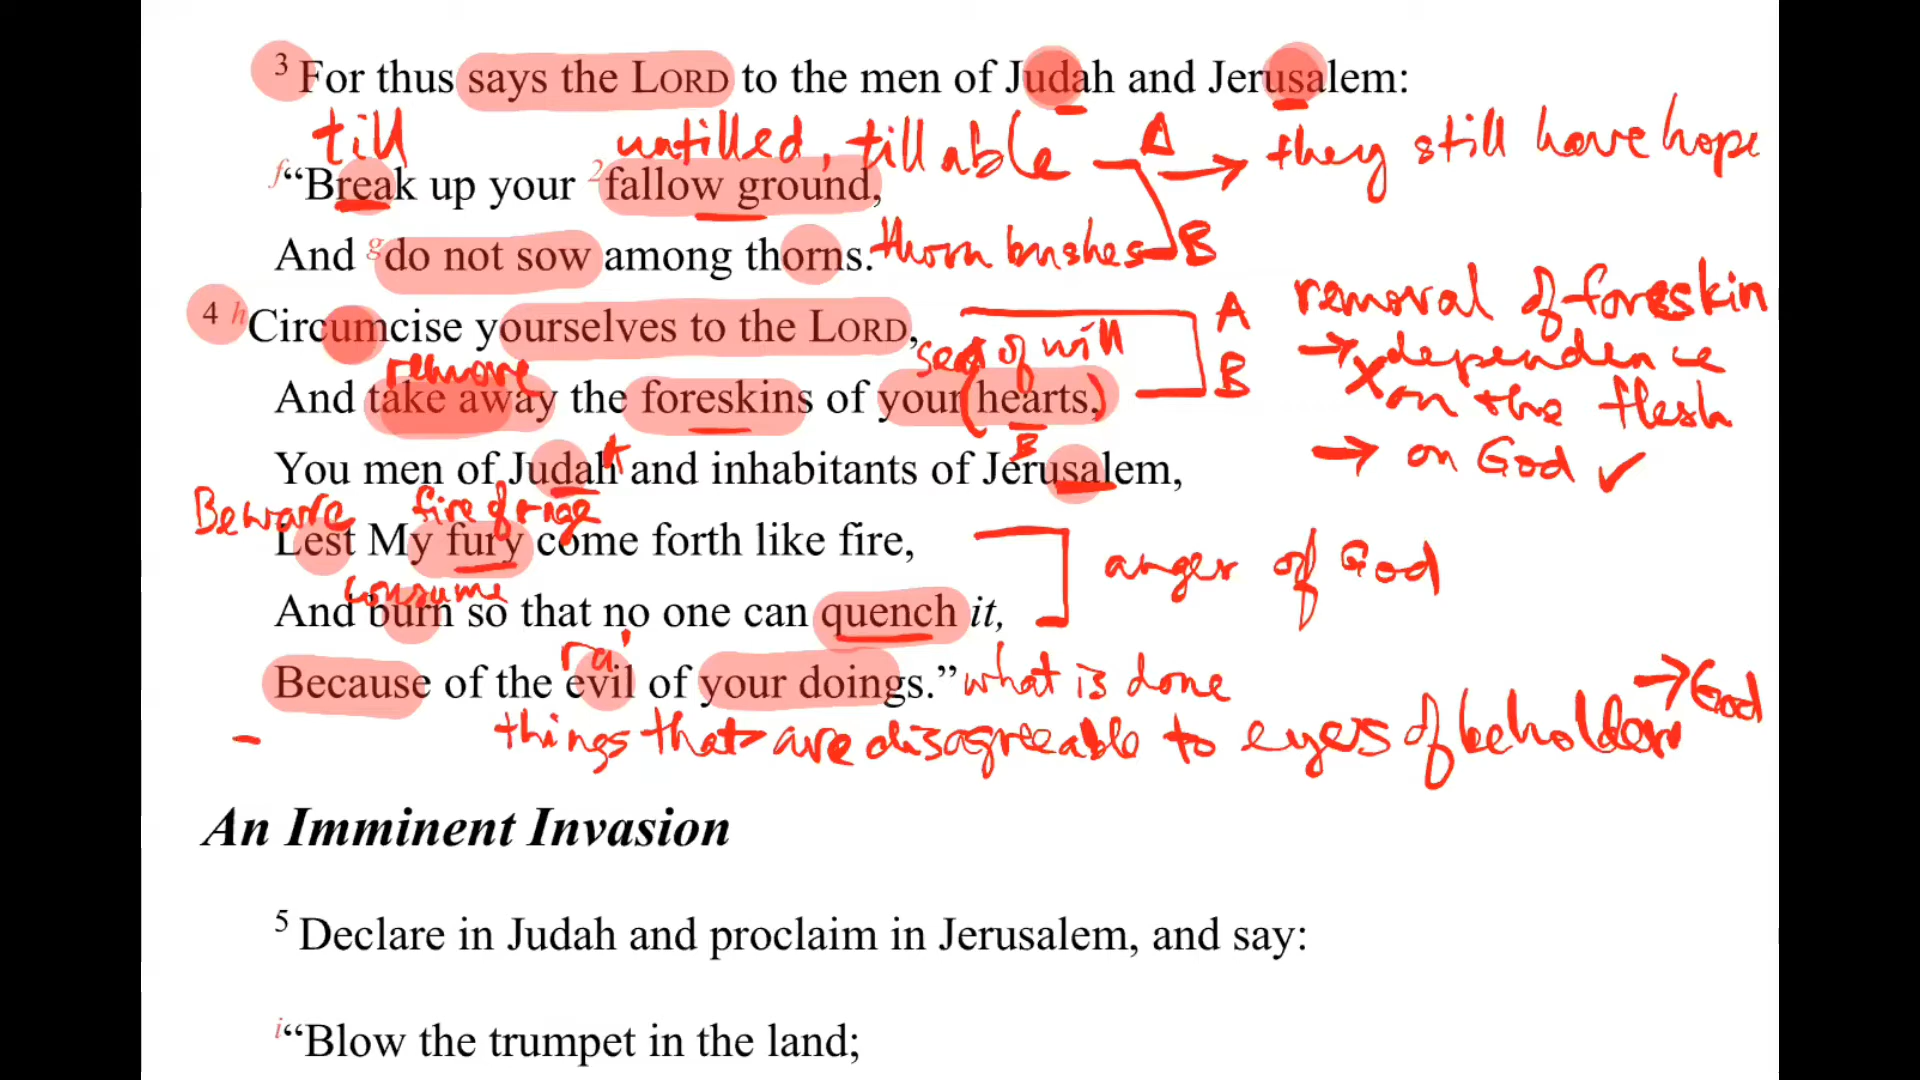 3 For thus says the LORD to the men of Judah and Jerusalem:
till untilled, tillable A → they still have hope
f “Break up your 2 fallow ground,
And g do not sow among thorns. thorn bushes B
removal of foreskin
4 h Circumcise yourselves to the LORD, A
seat of will → dependence
remove B
And take away the foreskins of your (hearts,) X on the flesh
You men of Judah and inhabitants of Jerusalem, → on God ✓
Beware fire of rage
Lest My fury come forth like fire, anger of God
consume
And burn so that no one can quench it,
ra'
Because of the evil of your doings.” what is done → God
- things that are disagreeable to eyes of beholder
An Imminent Invasion
5 Declare in Judah and proclaim in Jerusalem, and say:
i “Blow the trumpet in the land;